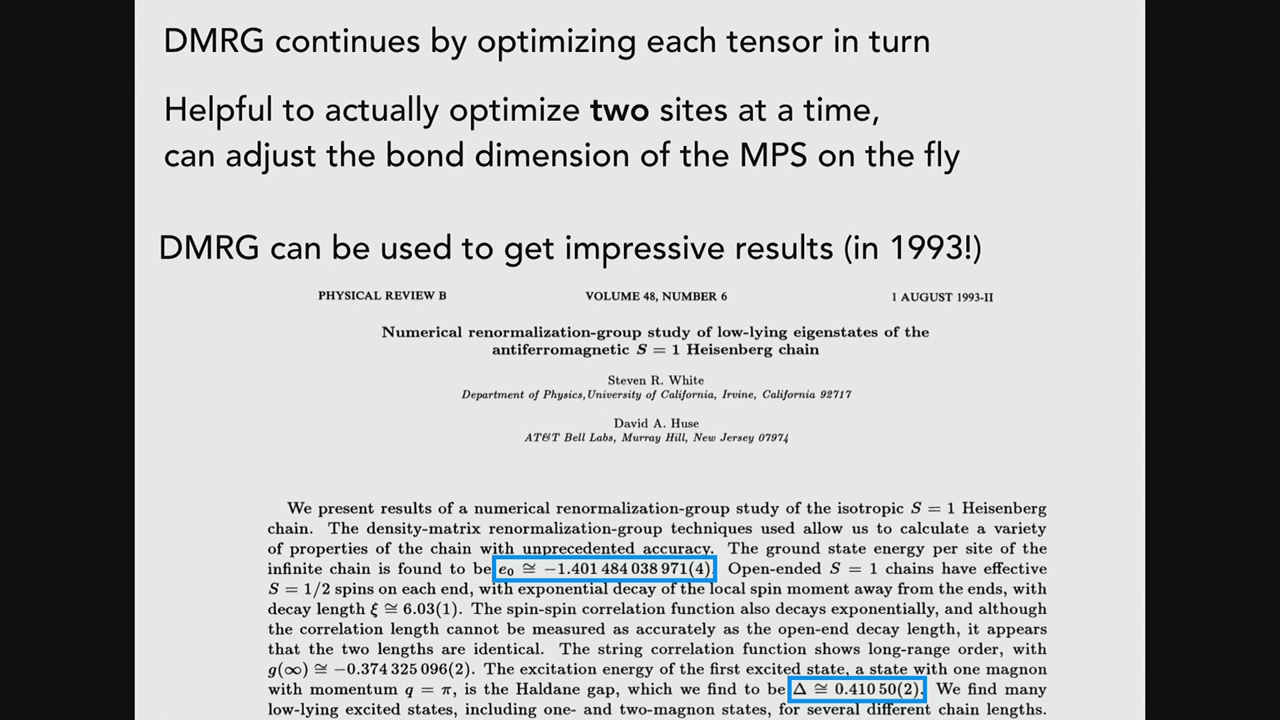 DMRG continues by optimizing each tensor in turn
Helpful to actually optimize two sites at a time,
can adjust the bond dimension of the MPS on the fly
DMRG can be used to get impressive results (in 1993!)
PHYSICAL REVIEW B VOLUME 48, NUMBER 6 1 AUGUST 1993-II
Numerical renormalization-group study of low-lying eigenstates of the
antiferromagnetic S = 1 Heisenberg chain
Steven R. White
Department of Physics, University of California, Irvine, California 92717
David A. Huse
AT&T Bell Labs, Murray Hill, New Jersey 07974
We present results of a numerical renormalization-group study of the isotropic S = 1 Heisenberg
chain. The density-matrix renormalization-group techniques used allow us to calculate a variety
of properties of the chain with unprecedented accuracy. The ground state energy per site of the
infinite chain is found to be e₀ ≅ −1.401 484 038 971(4). Open-ended S = 1 chains have effective
S = 1/2 spins on each end, with exponential decay of the local spin moment away from the ends, with
decay length ξ ≅ 6.03(1). The spin-spin correlation function also decays exponentially, and although
the correlation length cannot be measured as accurately as the open-end decay length, it appears
that the two lengths are identical. The string correlation function shows long-range order, with
g(∞) ≅ −0.374 325 096(2). The excitation energy of the first excited state, a state with one magnon
with momentum q = π, is the Haldane gap, which we find to be Δ ≅ 0.410 50(2). We find many
low-lying excited states, including one- and two-magnon states, for several different chain lengths.